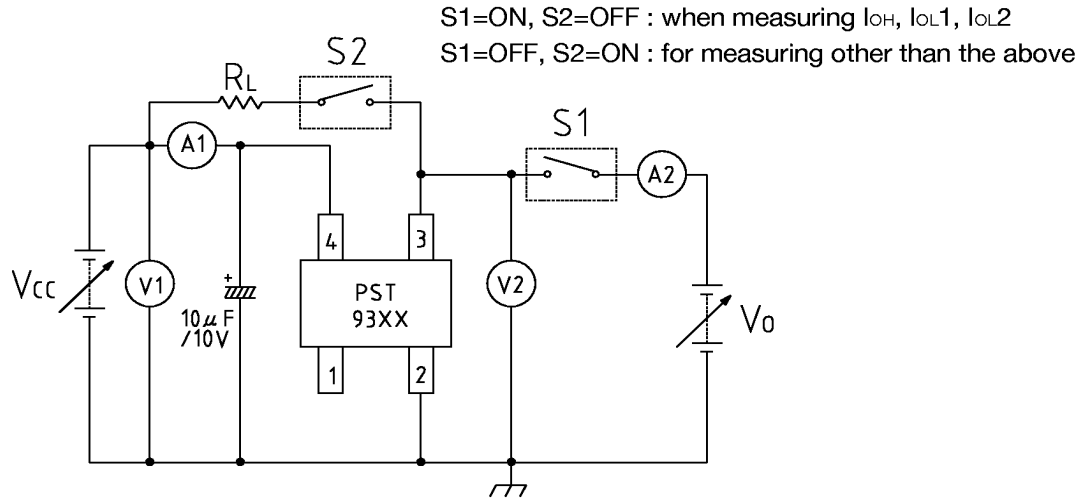 S1=ON, S2=OFF : when measuring IOH, IOL1, IOL2
S1=OFF, S2=ON : for measuring other than the above
S2
RL
S1
A1
A2
4
3
VCC
V1
+
10μF
/10V
PST
93XX
V2
VO
1
2